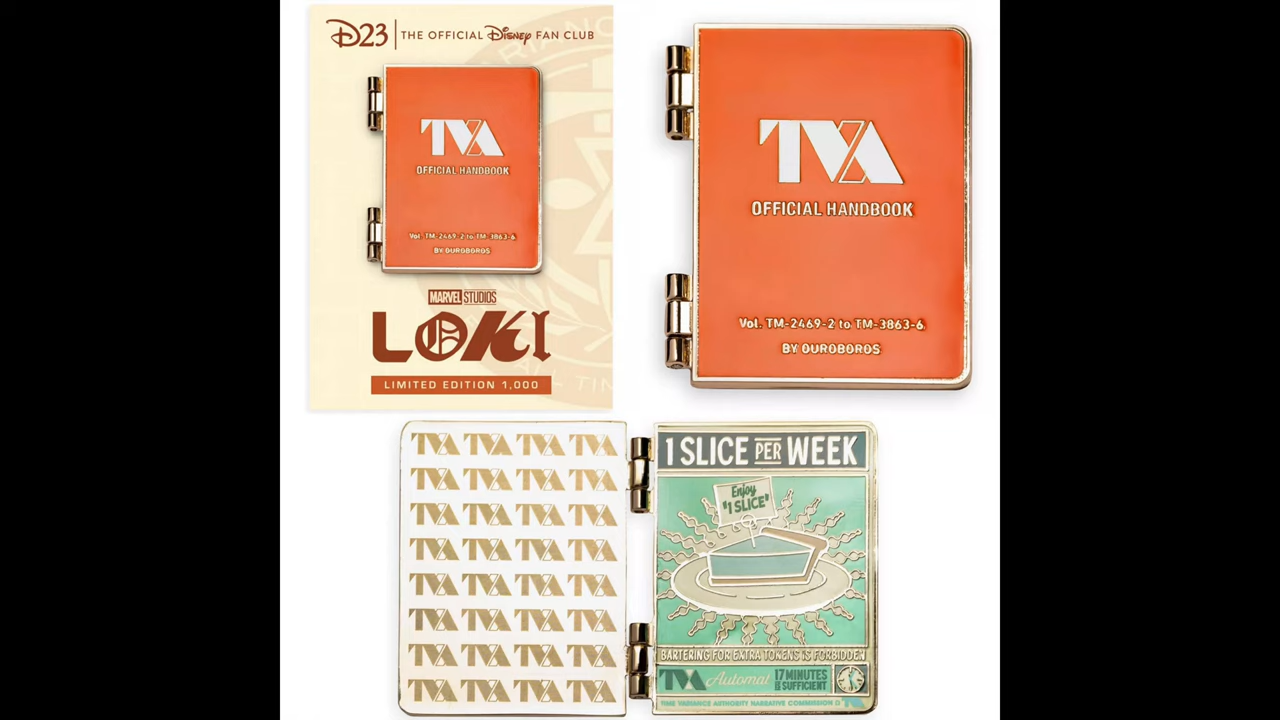 D23 | THE OFFICIAL Disney FAN CLUB
TVA
OFFICIAL HANDBOOK
Vol. TM-2469-2 to TM-3863-6
BY OUROBOROS
MARVEL STUDIOS
LOKI
LIMITED EDITION 1,000
TVA
OFFICIAL HANDBOOK
Vol. TM-2469-2 to TM-3863-6
BY OUROBOROS
TVA TVA TVA TVA
TVA TVA TVA TVA
TVA TVA TVA TVA
TVA TVA TVA TVA
TVA TVA TVA TVA
TVA TVA TVA TVA
TVA TVA TVA TVA
TVA TVA TVA TVA
1 SLICE PER WEEK
Enjoy
"1 SLICE"
BARTERING FOR EXTRA TOKENS IS FORBIDDEN
TVA Automat 17 MINUTES
IS SUFFICIENT
TIME VARIANCE AUTHORITY NARRATIVE COMMISSION